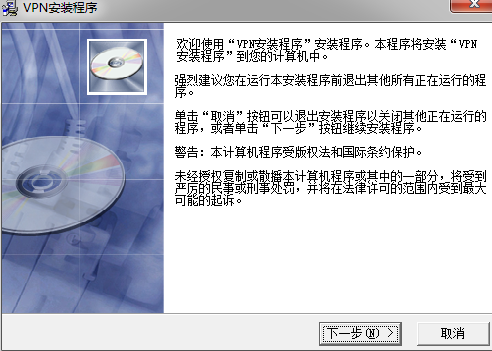 VPN安装程序
欢迎使用“VPN安装程序”安装程序。本程序将安装“VPN
安装程序”到您的计算机中。
强烈建议您在运行本安装程序前退出其他所有正在运行的程
序。
单击“取消”按钮可以退出安装程序以关闭其他正在运行的
程序，或者单击“下一步”按钮继续安装程序。
警告：本计算机程序受版权法和国际条约保护。
未经授权复制或散播本计算机程序或其中的一部分，将受到
严厉的民事或刑事处罚，并将在法律许可的范围内受到最大
可能的起诉。
下一步(N) >
取消